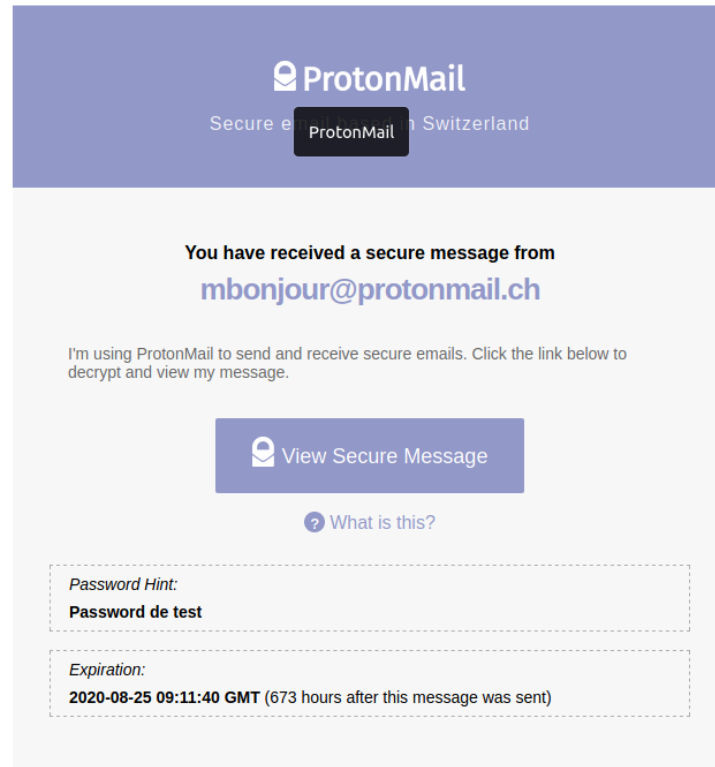 ProtonMail
Secure email based in Switzerland
ProtonMail
You have received a secure message from
mbonjour@protonmail.ch
I'm using ProtonMail to send and receive secure emails. Click the link below to
decrypt and view my message.
View Secure Message
? What is this?
Password Hint:
Password de test
Expiration:
2020-08-25 09:11:40 GMT (673 hours after this message was sent)